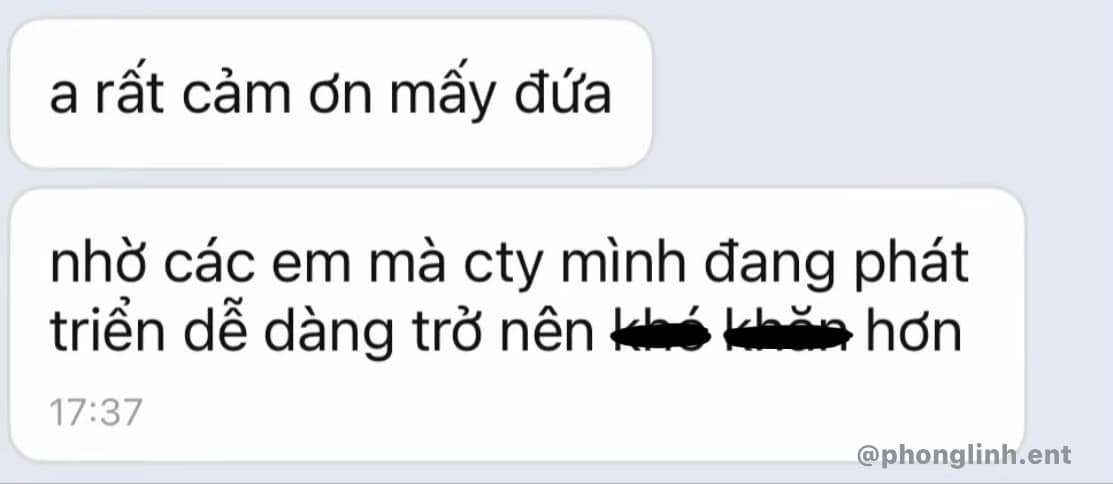 a rất cảm ơn mấy đứa
nhờ các em mà cty mình đang phát
triển dễ dàng trở nên khó khăn hơn
17:37
@phonglinh.ent